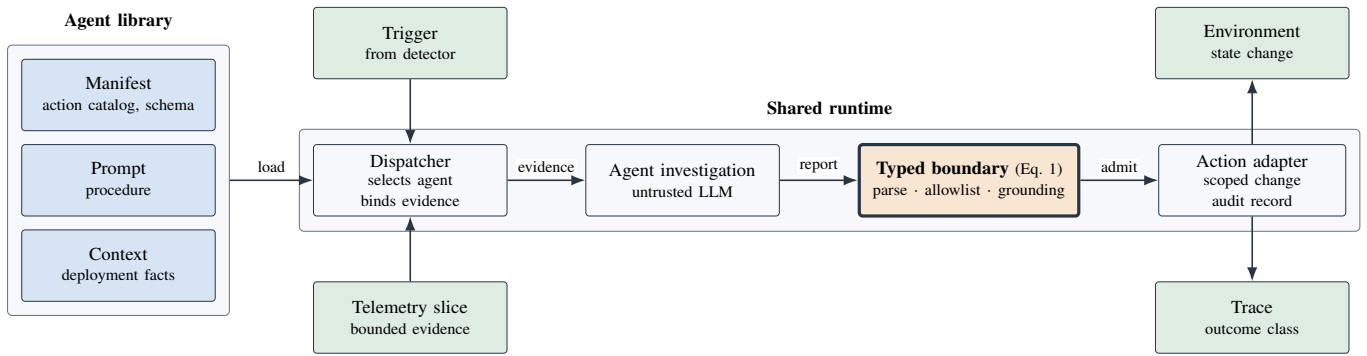 Agent library
Manifest
action catalog, schema
Prompt
procedure
Context
deployment facts
load
Trigger
from detector
Shared runtime
Dispatcher
selects agent
binds evidence
evidence
Agent investigation
untrusted LLM
report
Typed boundary (Eq. 1)
parse · allowlist · grounding
admit
Action adapter
scoped change
audit record
Environment
state change
Telemetry slice
bounded evidence
Trace
outcome class